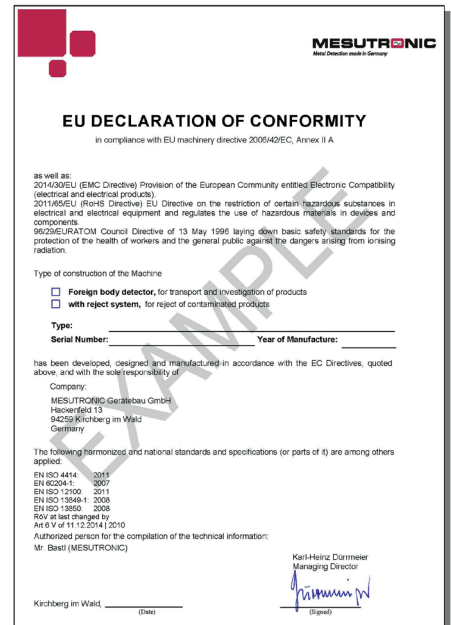 MESUTRONIC
Metal Detection made in Germany
EU DECLARATION OF CONFORMITY
in compliance with EU machinery directive 2006/42/EC, Annex II A
as well as:
2014/30/EU (EMC Directive) Provision of the European Community entitled Electronic Compatibility
(electrical and electrical products).
2011/65/EU (RoHS Directive) EU Directive on the restriction of certain hazardous substances in
electrical and electrical equipment and regulates the use of hazardous materials in devices and
components.
96/29/EURATOM Council Directive of 13 May 1996 laying down basic safety standards for the
protection of the health of workers and the general public against the dangers arising from ionising
radiation.
Type of construction of the Machine
Foreign body detector, for transport and investigation of products
with reject system, for reject of contaminated products
Type:
Serial Number: Year of Manufacture:
has been developed, designed and manufactured in accordance with the EC Directives, quoted
above, and with the sole responsibility of
Company:
MESUTRONIC Gerätebau GmbH
Hackenfeld 13
94259 Kirchberg im Wald
Germany
The following harmonized and national standards and specifications (or parts of it) are among others
applied:
EN ISO 4414: 2011
EN 60204-1: 2007
EN ISO 12100: 2011
EN ISO 13849-1: 2008
EN ISO 13850: 2008
RöV at last changed by
Art 6 V of 11.12.2014 | 2010
Authorized person for the compilation of the technical information:
Mr. Bastl (MESUTRONIC)
Karl-Heinz Dürrmeier
Managing Director
Kirchberg im Wald,
(Date) (Signed)
EXAMPLE